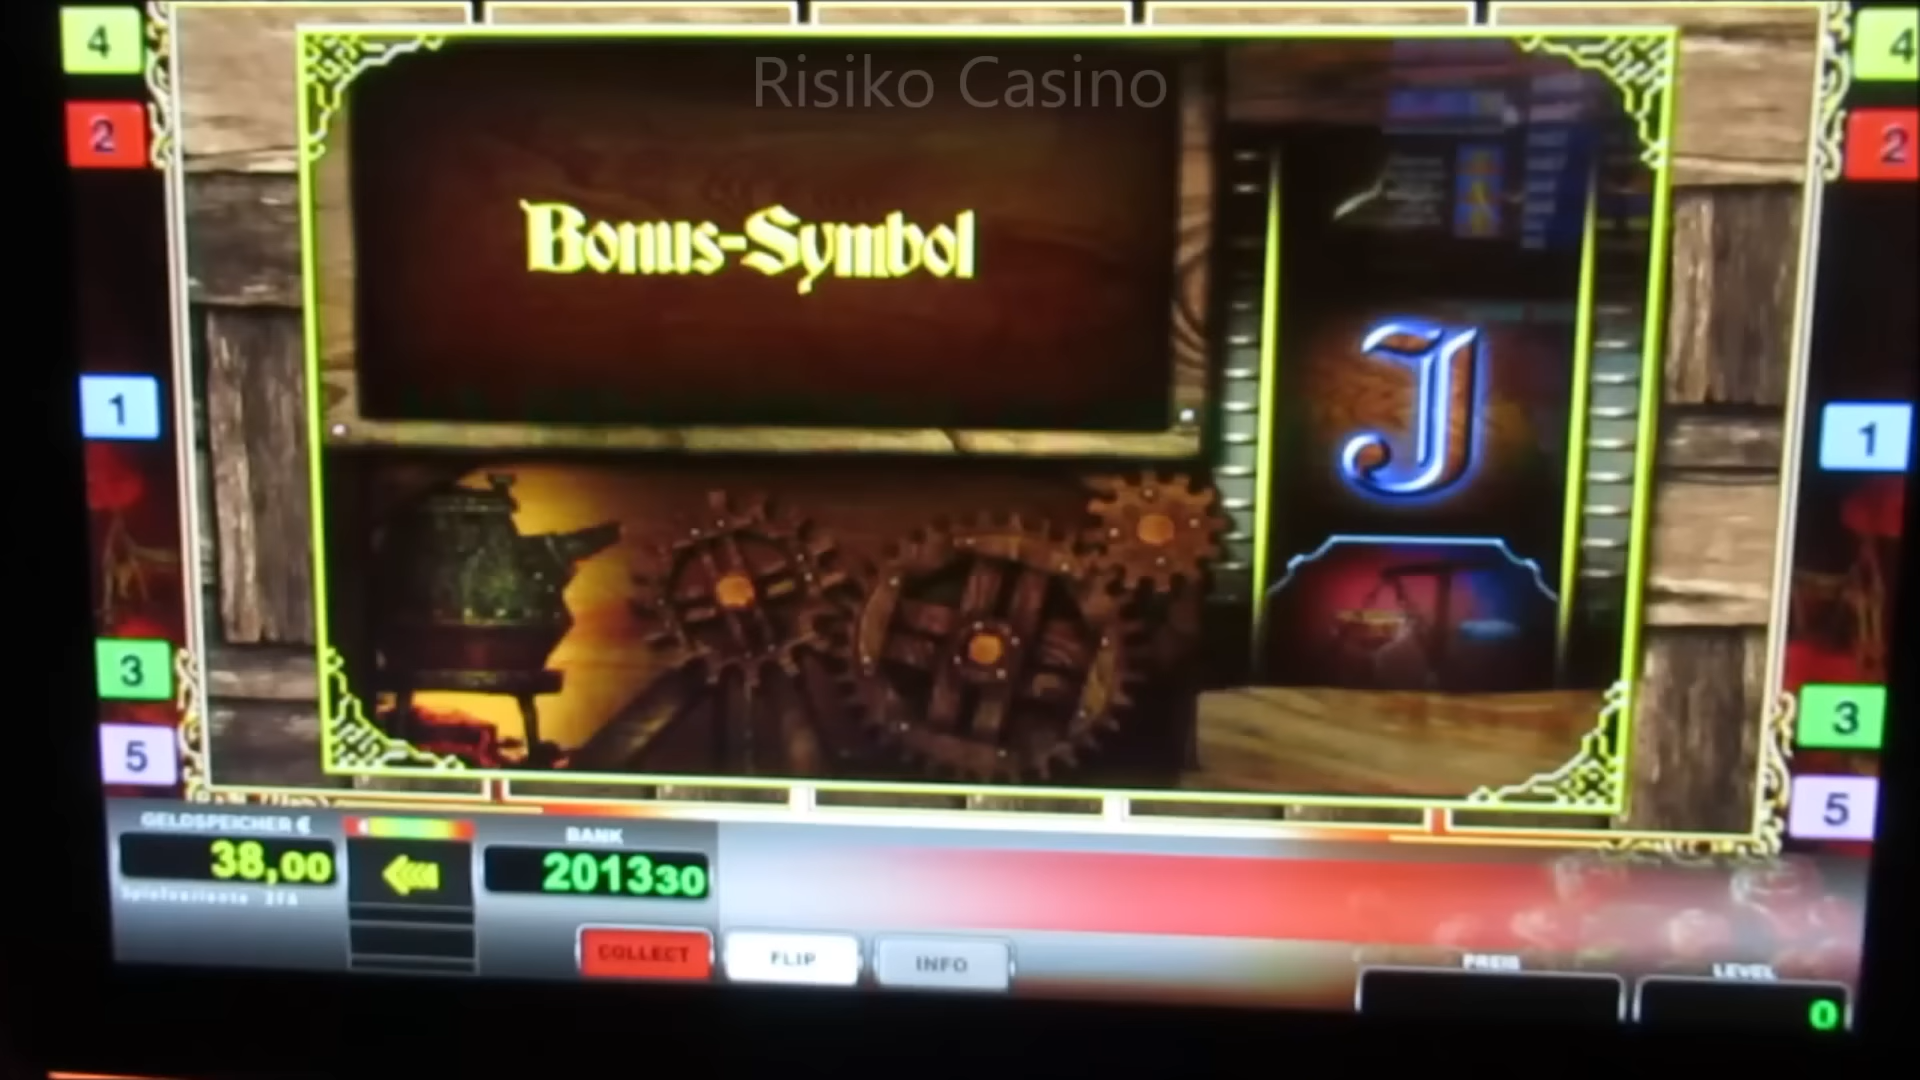 Risiko Casino
4
4
2
2
Bonus-Symbol
J
1
1
3
3
5
5
GELDSPEICHER €
BANK
38,00
201330
COLLECT
FLIP
INFO
PREIS
LEVEL
0